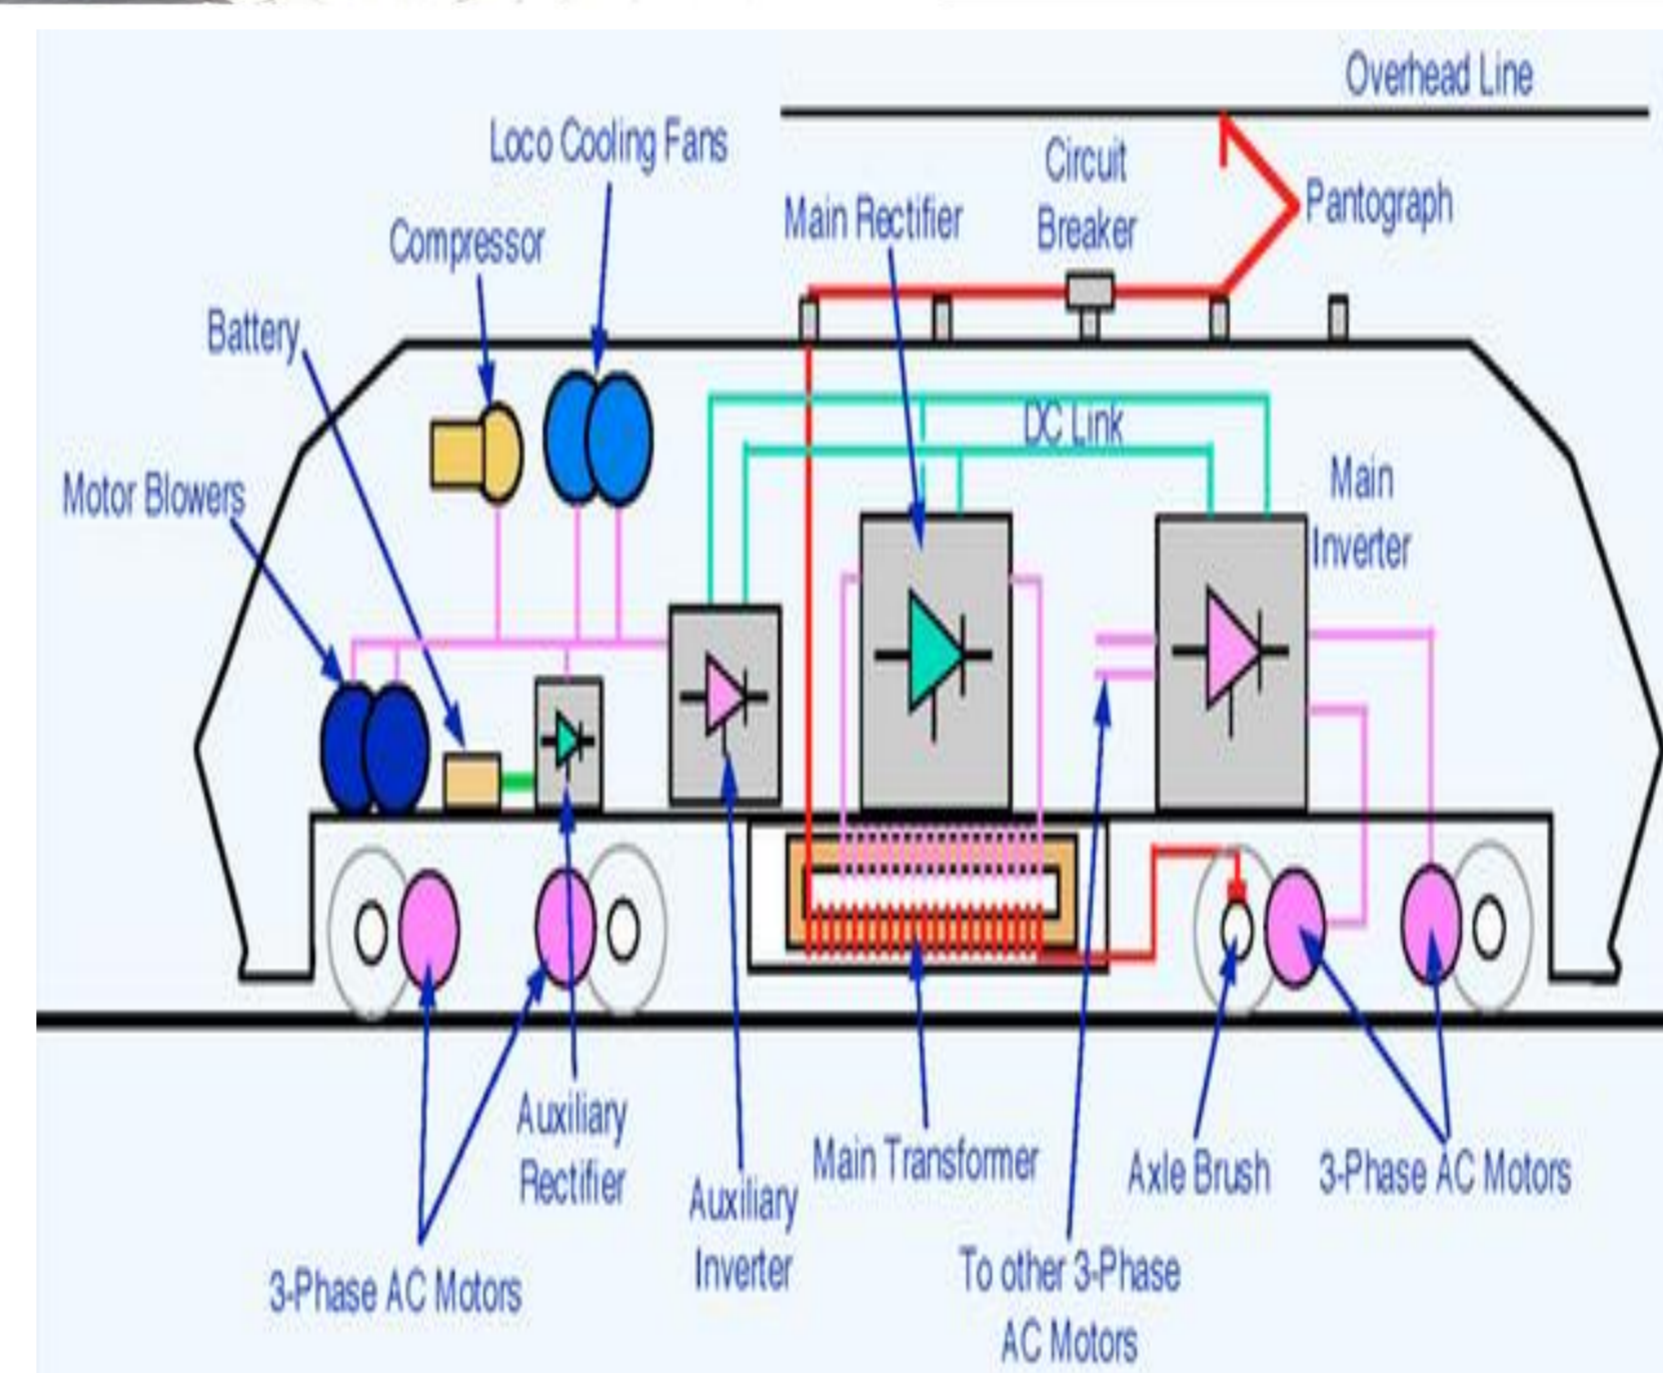 Overhead Line
Loco Cooling Fans
Circuit
Breaker
Main Rectifier
Pantograph
Compressor
Battery
DC Link
Main
Inverter
Motor Blowers
Auxiliary
Rectifier
Main Transformer
Axle Brush
3-Phase AC Motors
Auxiliary
Inverter
To other 3-Phase
AC Motors
3-Phase AC Motors